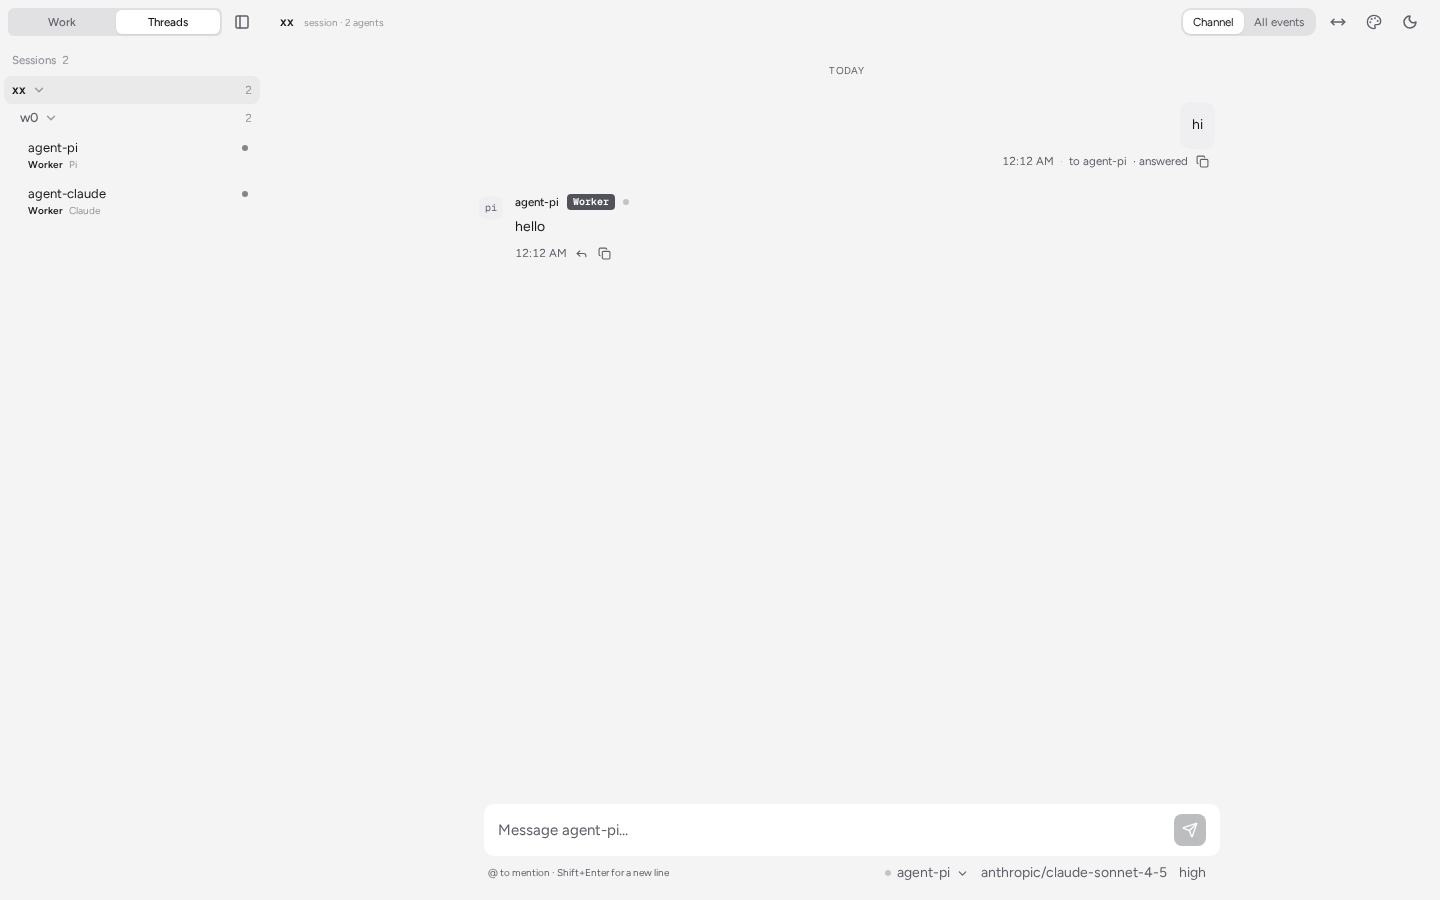 Work
Threads
xx session · 2 agents
Channel
All events
Sessions 2
xx 2
w0 2
agent-pi
Worker Pi
agent-claude
Worker Claude
TODAY
hi
12:12 AM · to agent-pi · answered
pi
agent-pi Worker
hello
12:12 AM
Message agent-pi...
@ to mention · Shift+Enter for a new line
agent-pi
anthropic/claude-sonnet-4-5
high